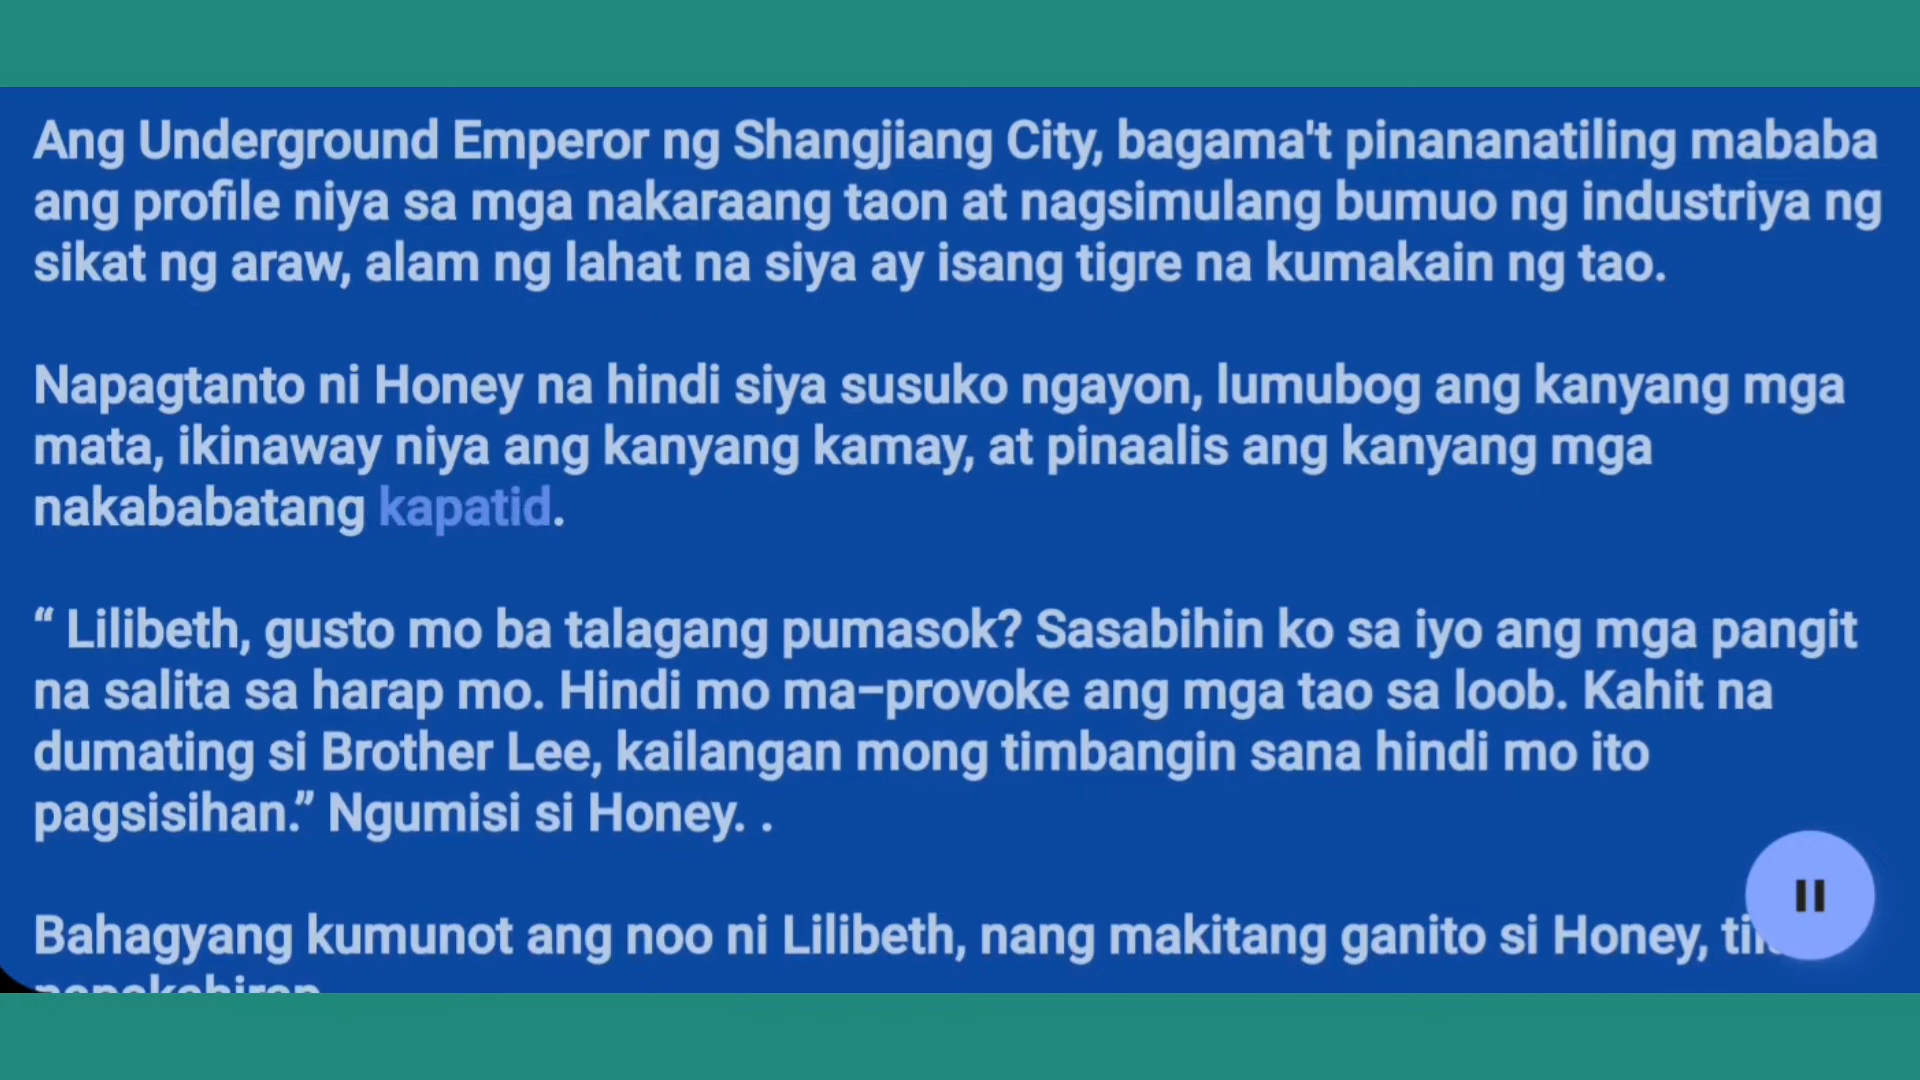 Ang Underground Emperor ng Shangjiang City, bagama't pinananatiling mababa
ang profile niya sa mga nakaraang taon at nagsimulang bumuo ng industriya ng
sikat ng araw, alam ng lahat na siya ay isang tigre na kumakain ng tao.
Napagtanto ni Honey na hindi siya susuko ngayon, lumubog ang kanyang mga
mata, ikinaway niya ang kanyang kamay, at pinaalis ang kanyang mga
nakababatang kapatid.
“ Lilibeth, gusto mo ba talagang pumasok? Sasabihin ko sa iyo ang mga pangit
na salita sa harap mo. Hindi mo ma–provoke ang mga tao sa loob. Kahit na
dumating si Brother Lee, kailangan mong timbangin sana hindi mo ito
pagsisihan.” Ngumisi si Honey. .
Bahagyang kumunot ang noo ni Lilibeth, nang makitang ganito si Honey,